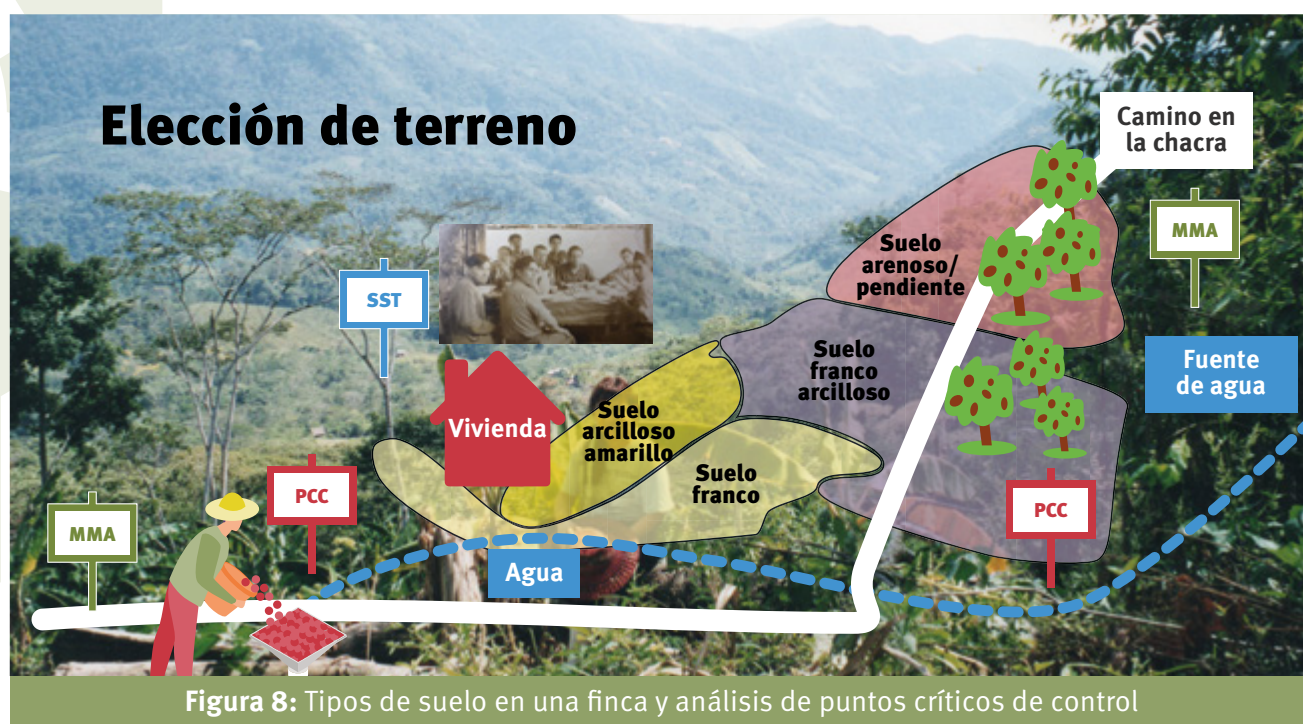 Elección de terreno
Camino en
la chacra
MMA
SST
Suelo
arenoso/
pendiente
Suelo
franco
arcilloso
Fuente
de agua
Vivienda
Suelo
arcilloso
amarillo
Suelo
franco
PCC
MMA
PCC
Agua
Figura 8: Tipos de suelo en una finca y análisis de puntos críticos de control